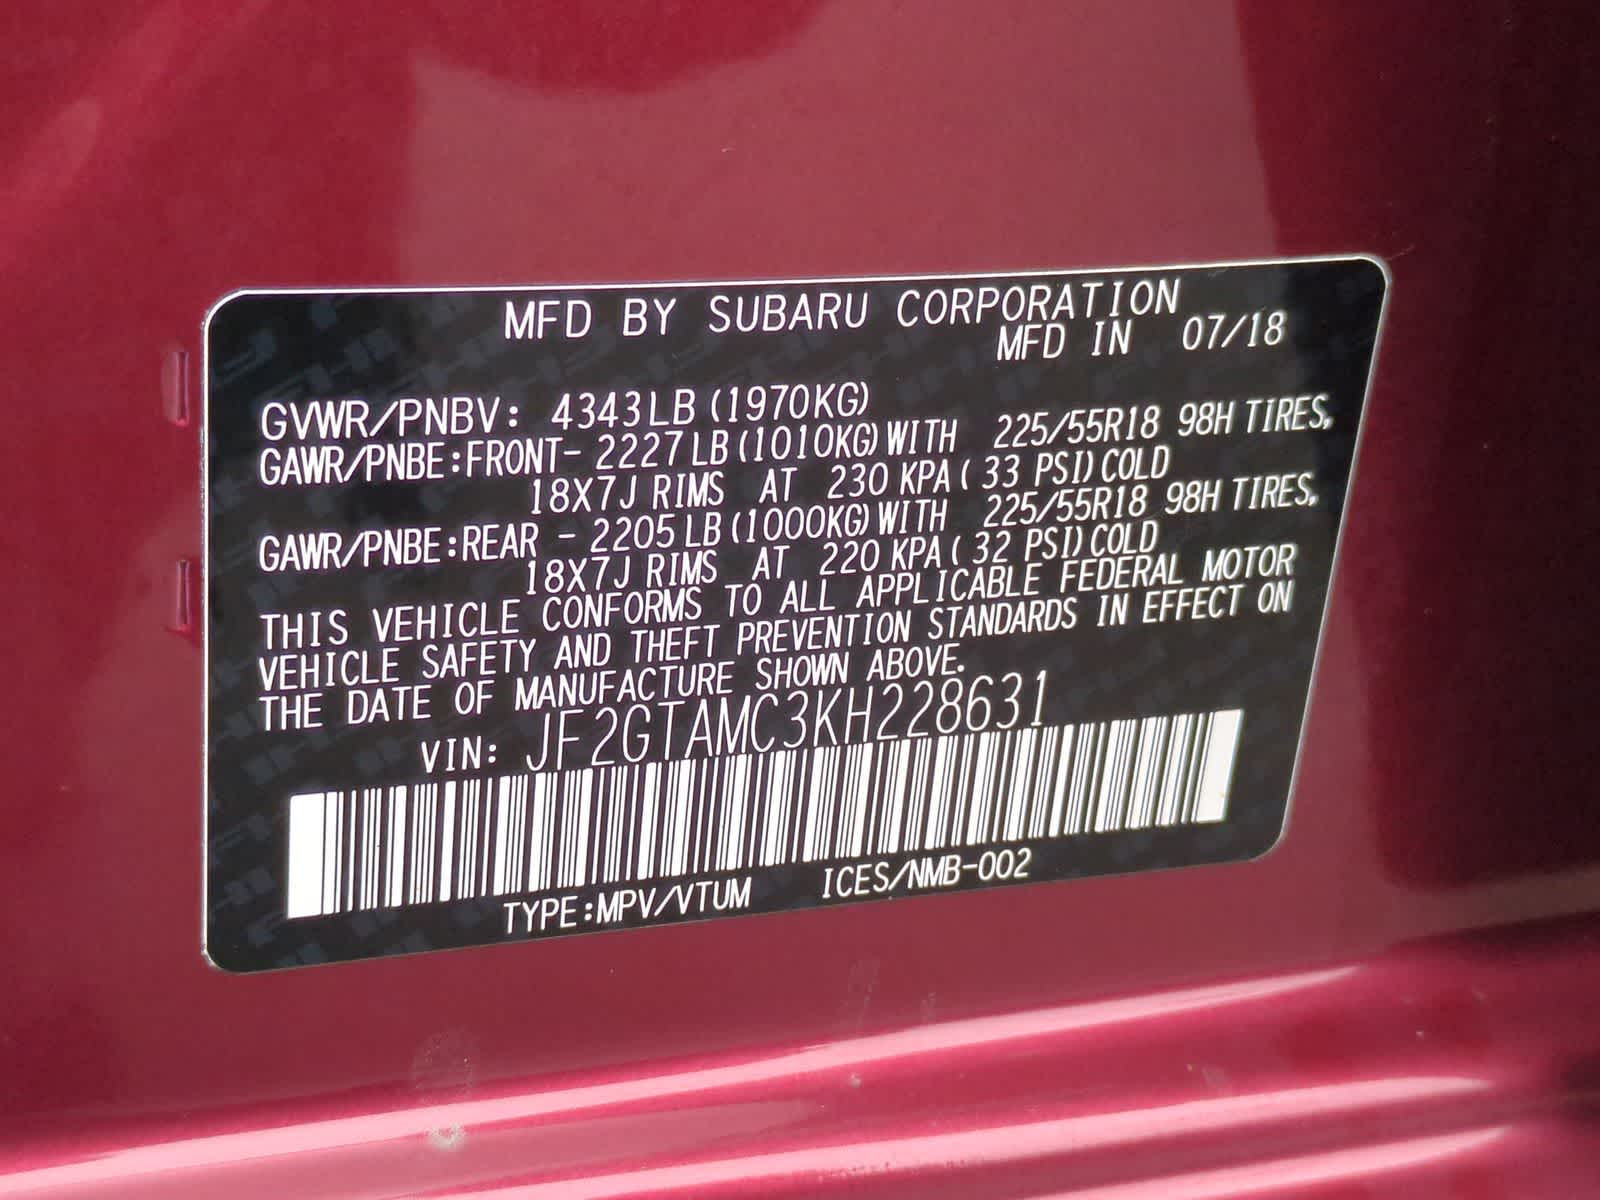 MFD BY SUBARU CORPORATION
MFD IN 07/18
GVWR/PNBV: 4343LB (1970KG)
GAWR/PNBE:FRONT- 2227LB (1010KG) WITH 225/55R18 98H TIRES,
18X7J RIMS AT 230 KPA ( 33 PSI) COLD
GAWR/PNBE:REAR - 2205LB (1000KG) WITH 225/55R18 98H TIRES,
18X7J RIMS AT 220 KPA ( 32 PSI) COLD
THIS VEHICLE CONFORMS TO ALL APPLICABLE FEDERAL MOTOR
VEHICLE SAFETY AND THEFT PREVENTION STANDARDS IN EFFECT ON
THE DATE OF MANUFACTURE SHOWN ABOVE.
VIN: JF2GTAMC3KH228631
TYPE:MPV/VTUM ICES/NMB-002